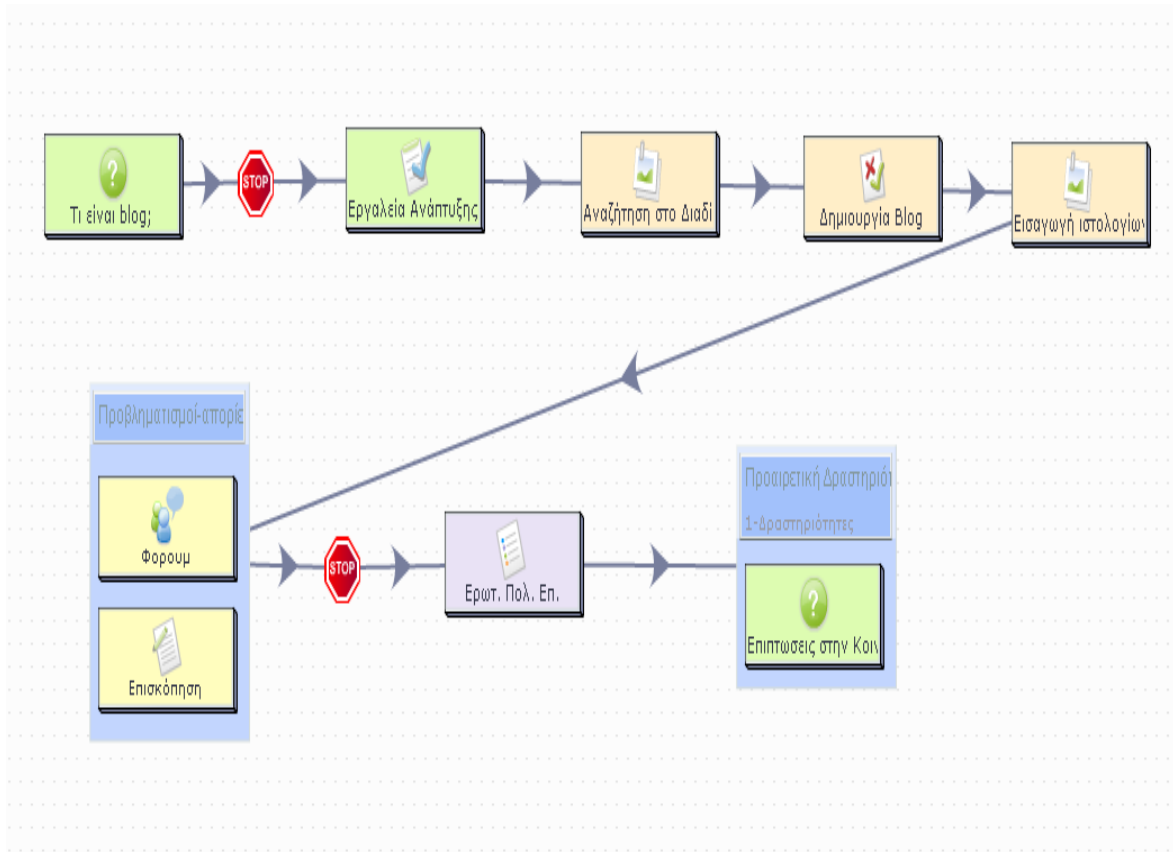 Τι είναι blog;
STOP
Εργαλεία Ανάπτυξης
Αναζήτηση στο Διαδί
Δημιουργία Blog
Εισαγωγή ιστολογίων
Προβληματισμοί-απορίε
Φορουμ
Επισκόπηση
STOP
Ερωτ. Πολ. Επ.
Προαιρετική Δραστηριότ
1-Δραστηριότητες
Επιπτωσεις στην Κοιν